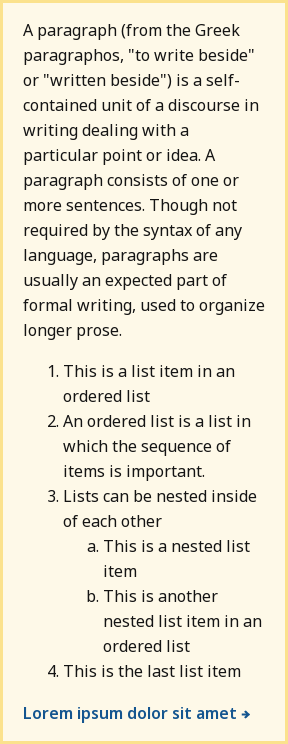 A paragraph (from the Greek
paragraphos, "to write beside"
or "written beside") is a self-
contained unit of a discourse in
writing dealing with a
particular point or idea. A
paragraph consists of one or
more sentences. Though not
required by the syntax of any
language, paragraphs are
usually an expected part of
formal writing, used to organize
longer prose.
1. This is a list item in an
ordered list
2. An ordered list is a list in
which the sequence of
items is important.
3. Lists can be nested inside
of each other
a. This is a nested list
item
b. This is another
nested list item in an
ordered list
4. This is the last list item
Lorem ipsum dolor sit amet →